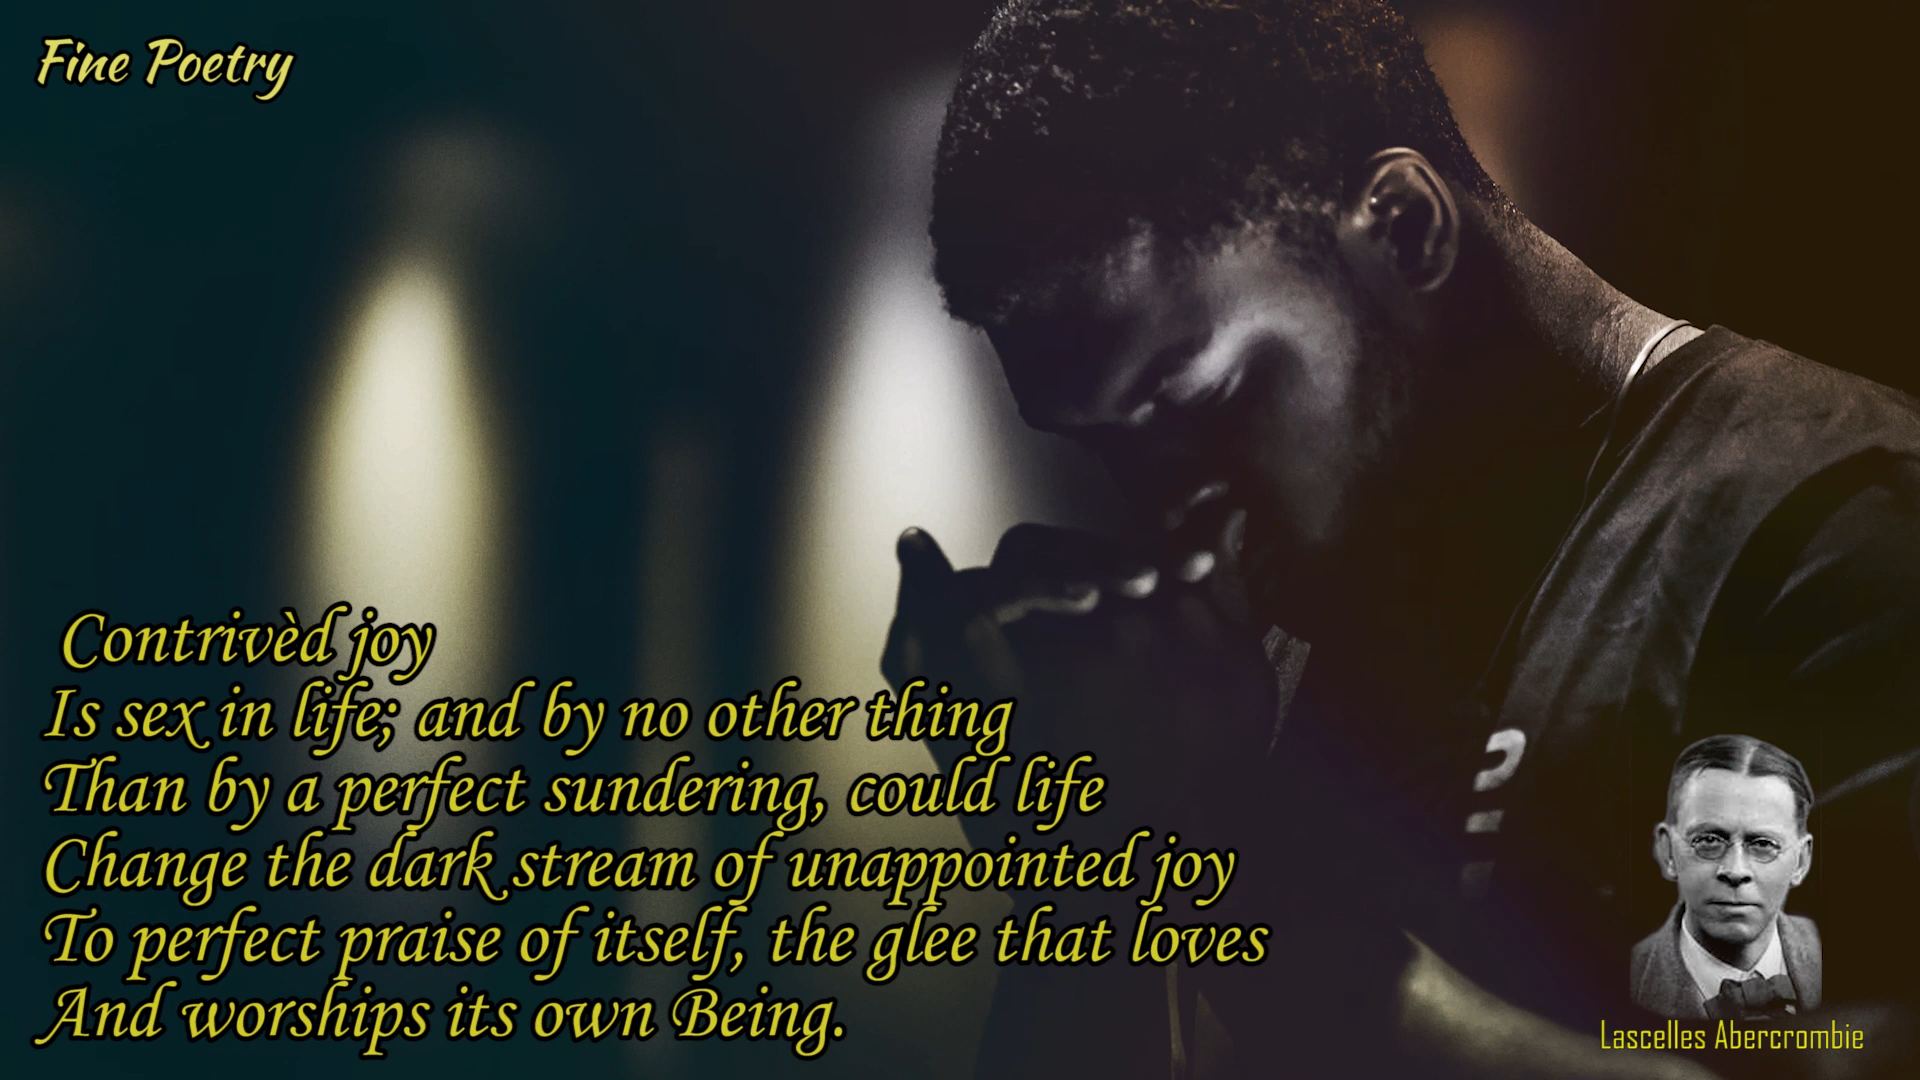 Fine Poetry
Contrivèd joy
Is sex in life; and by no other thing
Than by a perfect sundering, could life
Change the dark stream of unappointed joy
To perfect praise of itself, the glee that loves
And worships its own Being.
Lascelles Abercrombie